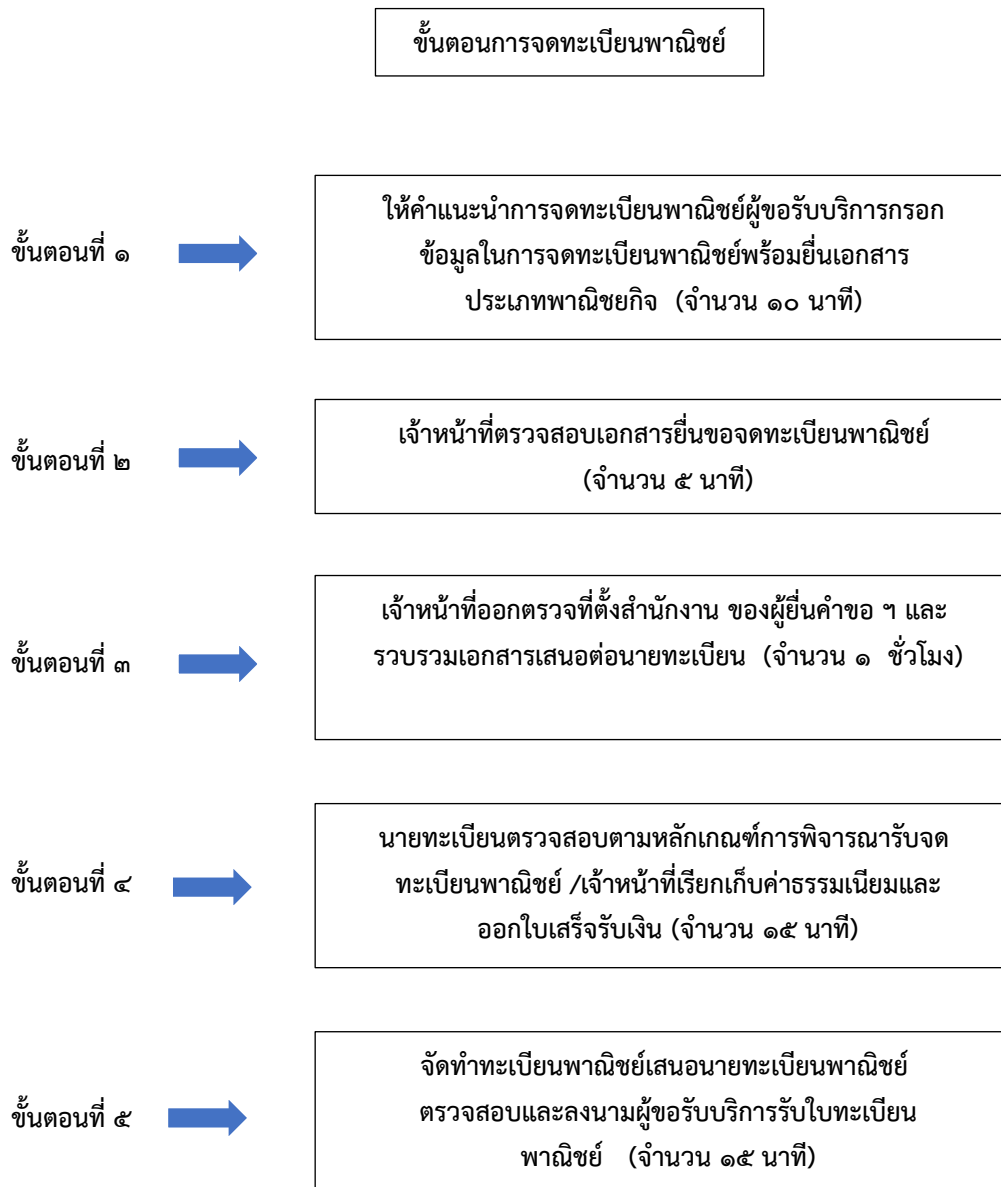 ขั้นตอนการจดทะเบียนพาณิชย์
ขั้นตอนที่ ๑
ให้คำแนะนำการจดทะเบียนพาณิชย์ผู้ขอรับบริการกรอก
ข้อมูลในการจดทะเบียนพาณิชย์พร้อมยื่นเอกสาร
ประเภทพาณิชยกิจ (จำนวน ๑๐ นาที)
ขั้นตอนที่ ๒
เจ้าหน้าที่ตรวจสอบเอกสารยื่นขอจดทะเบียนพาณิชย์
(จำนวน ๕ นาที)
ขั้นตอนที่ ๓
เจ้าหน้าที่ออกตรวจที่ตั้งสำนักงาน ของผู้ยื่นคำขอ ฯ และ
รวบรวมเอกสารเสนอต่อนายทะเบียน (จำนวน ๑ ชั่วโมง)
ขั้นตอนที่ ๔
นายทะเบียนตรวจสอบตามหลักเกณฑ์การพิจารณารับจด
ทะเบียนพาณิชย์ /เจ้าหน้าที่เรียกเก็บค่าธรรมเนียมและ
ออกใบเสร็จรับเงิน (จำนวน ๑๕ นาที)
ขั้นตอนที่ ๕
จัดทำทะเบียนพาณิชย์เสนอนายทะเบียนพาณิชย์
ตรวจสอบและลงนามผู้ขอรับบริการรับใบทะเบียน
พาณิชย์ (จำนวน ๑๕ นาที)